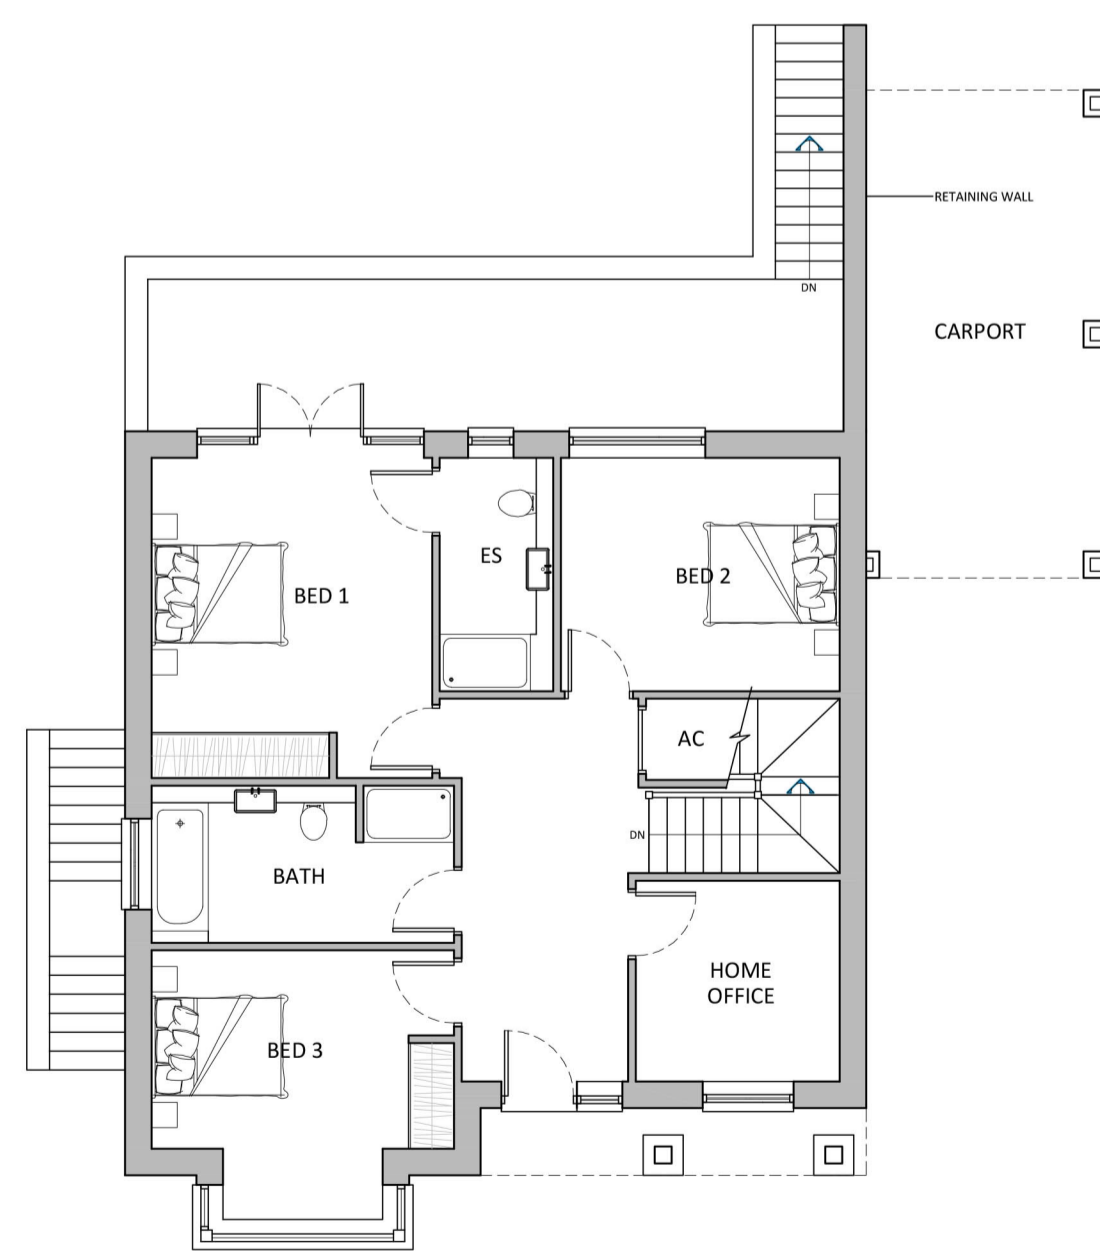 RETAINING WALL
DN
CARPORT
ES
BED 2
BED 1
AC
DN
BATH
HOME
OFFICE
BED 3